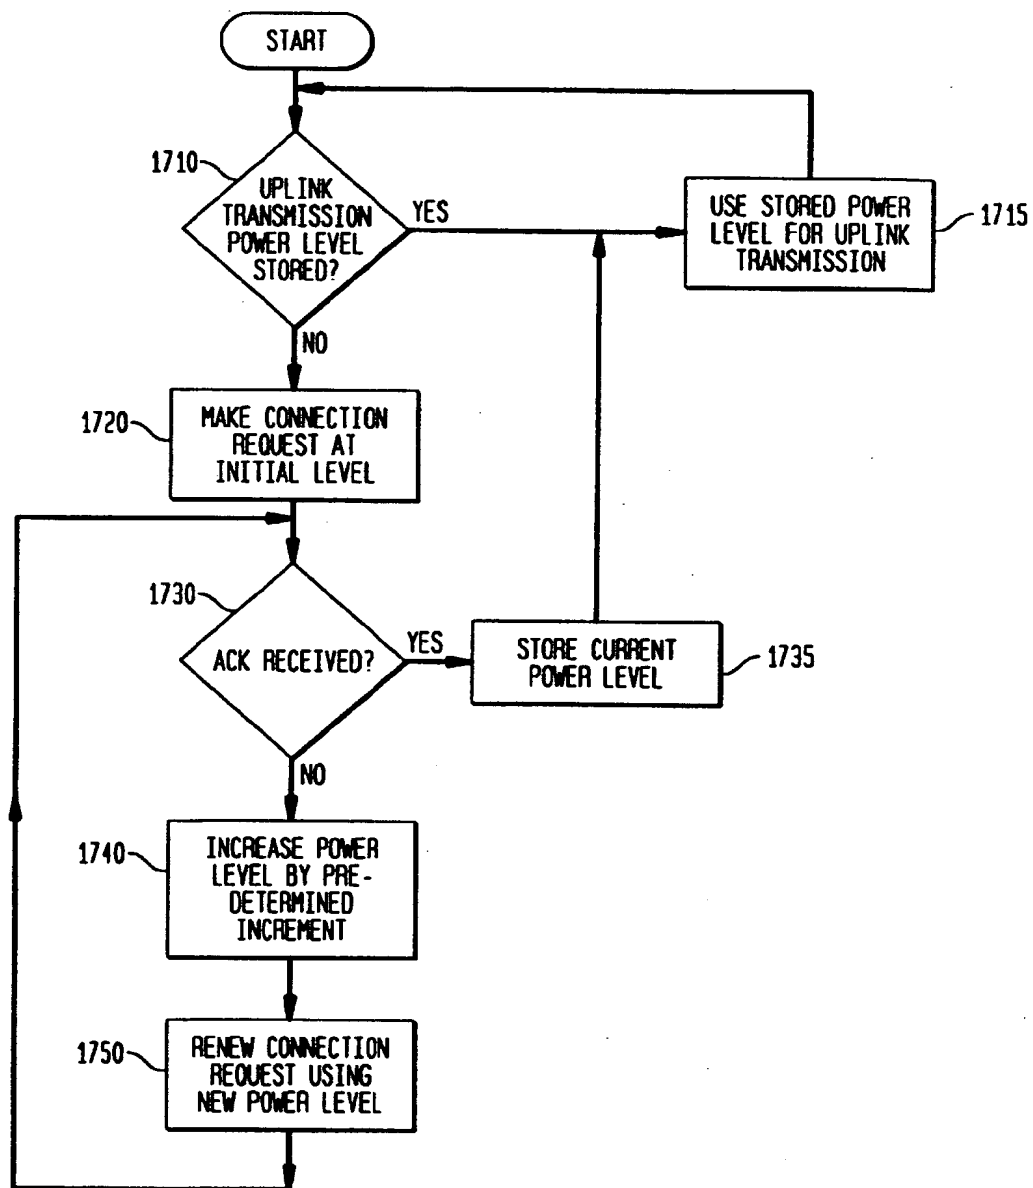 START
1710
UPLINK
TRANSMISSION
POWER LEVEL
STORED?
YES
USE STORED POWER
LEVEL FOR UPLINK
TRANSMISSION
1715
NO
1720
MAKE CONNECTION
REQUEST AT
INITIAL LEVEL
1730
ACK RECEIVED?
YES
STORE CURRENT
POWER LEVEL
1735
NO
1740
INCREASE POWER
LEVEL BY PRE-
DETERMINED
INCREMENT
1750
RENEW CONNECTION
REQUEST USING
NEW POWER LEVEL